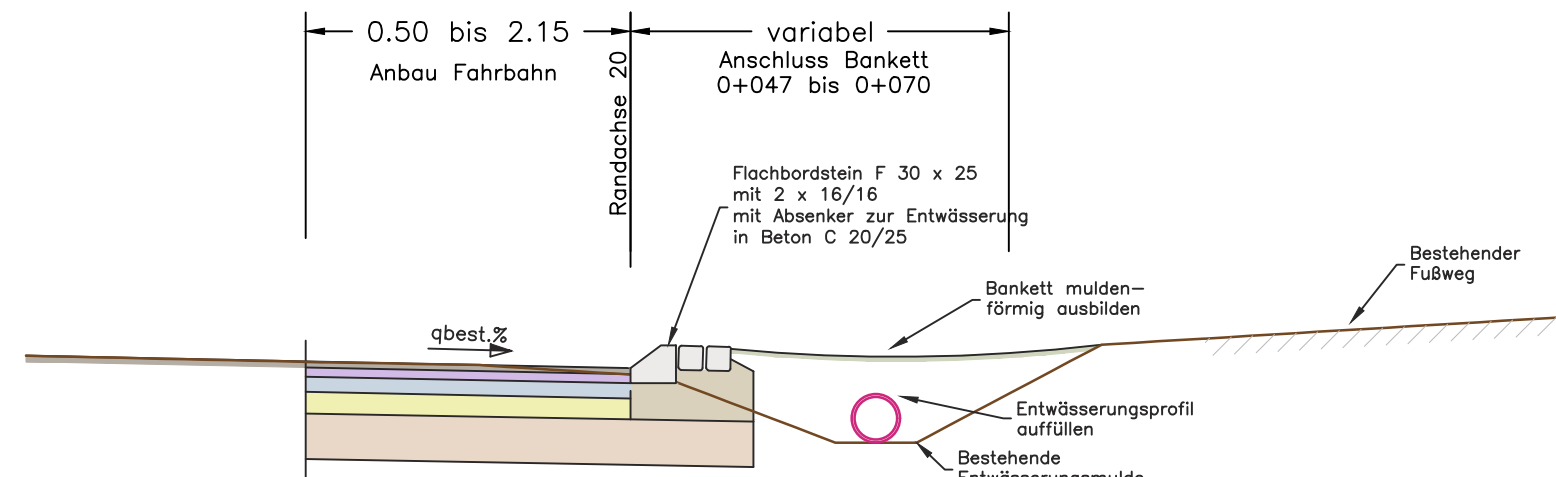 0.50 bis 2.15
Anbau Fahrbahn
Randachse 20
variabel
Anschluss Bankett
0+047 bis 0+070
Flachbordstein F 30 x 25
mit 2 x 16/16
mit Absenker zur Entwässerung
in Beton C 20/25
Bestehender
Fußweg
Bankett mulden-
förmig ausbilden
qbest.%
Entwässerungsprofil
auffüllen
Bestehende
Entwässerungsmulde